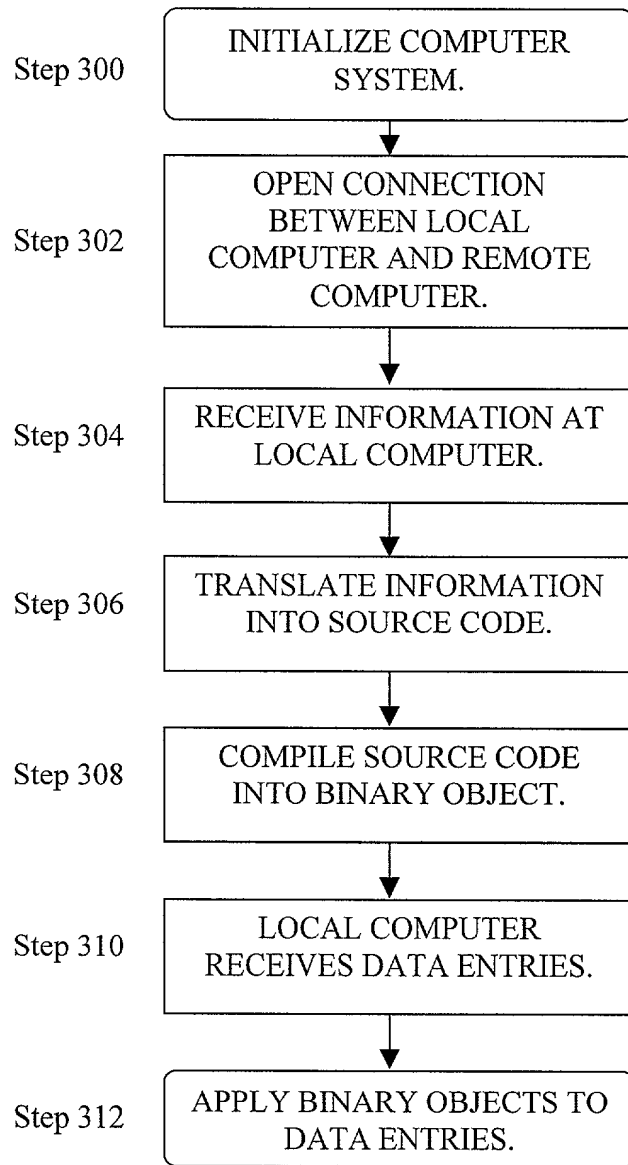 Step 300
INITIALIZE COMPUTER
SYSTEM.
Step 302
OPEN CONNECTION
BETWEEN LOCAL
COMPUTER AND REMOTE
COMPUTER.
Step 304
RECEIVE INFORMATION AT
LOCAL COMPUTER.
Step 306
TRANSLATE INFORMATION
INTO SOURCE CODE.
Step 308
COMPILE SOURCE CODE
INTO BINARY OBJECT.
Step 310
LOCAL COMPUTER
RECEIVES DATA ENTRIES.
Step 312
APPLY BINARY OBJECTS TO
DATA ENTRIES.